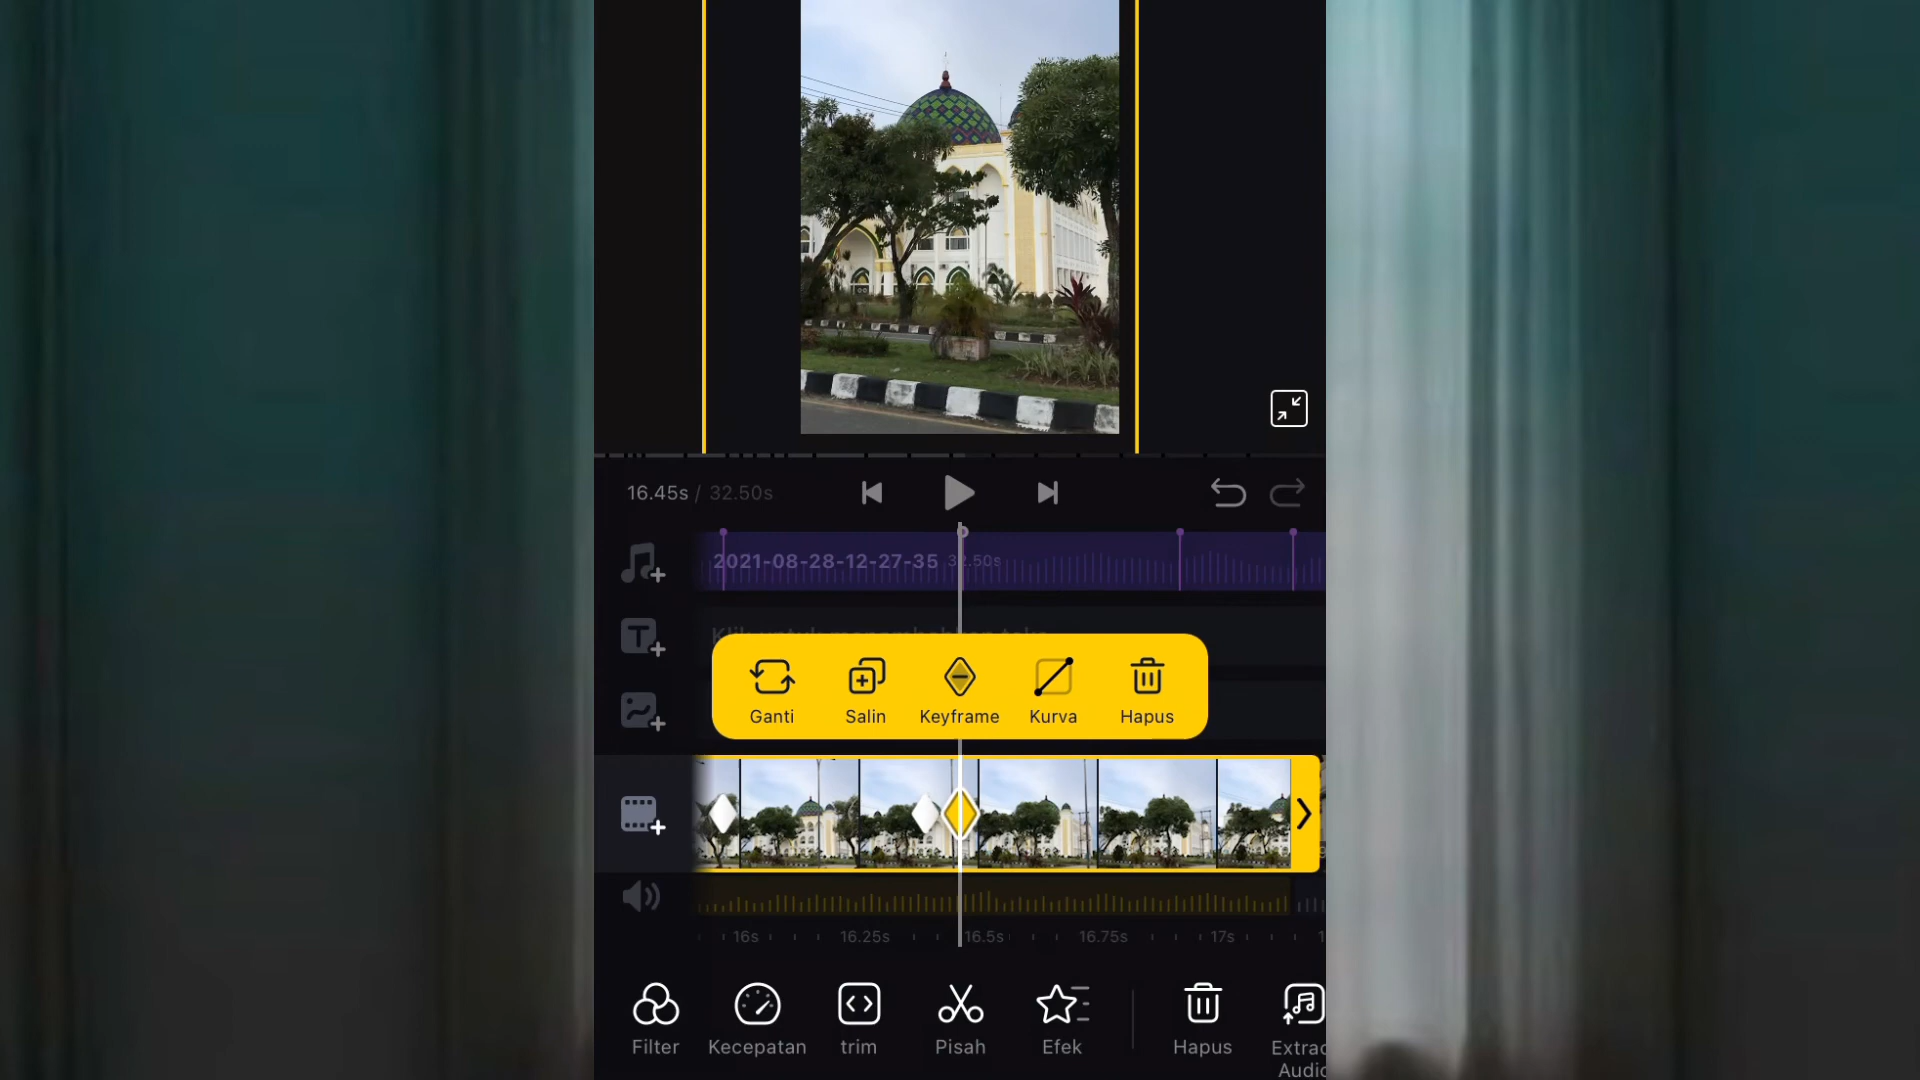 16.45s / 32.50s
2021-08-28-12-27-35 32.50s
Ganti
Salin
Keyframe
Kurva
Hapus
16s
16.25s
16.5s
16.75s
17s
Filter
Kecepatan
trim
Pisah
Efek
Hapus
Extrac
Audio